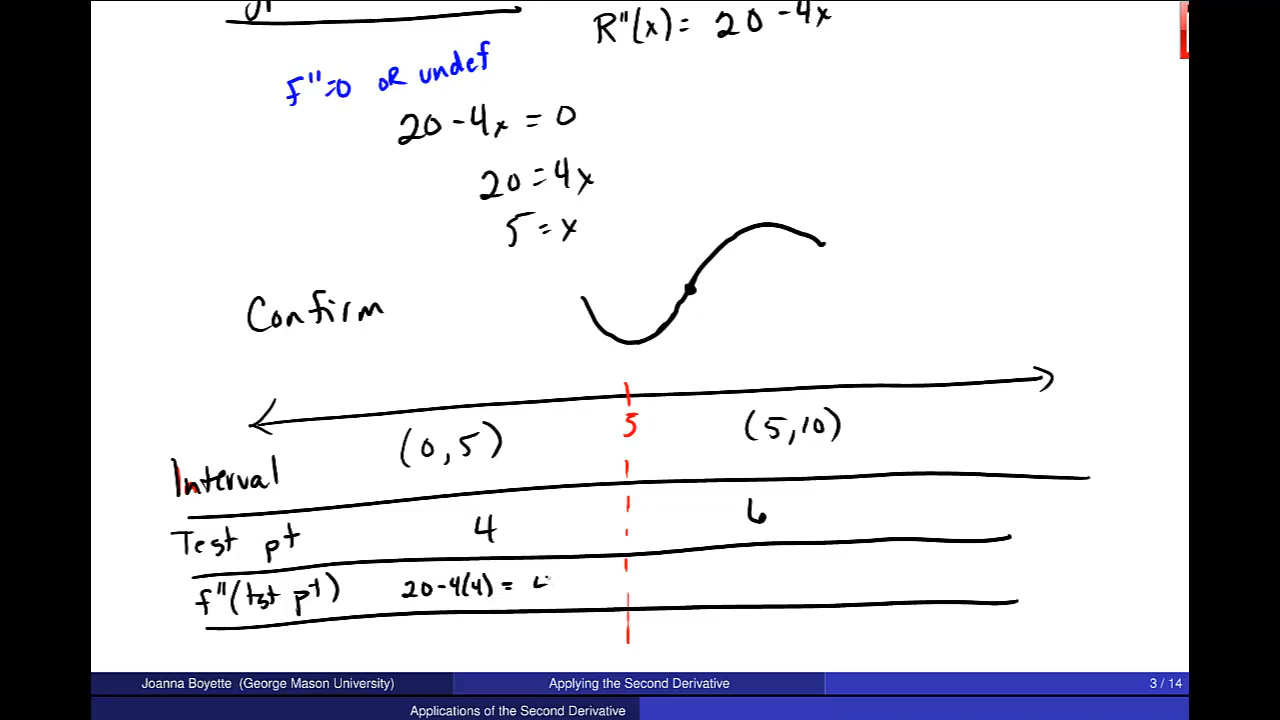 R''(x) = 20 - 4x
f''=0 OR undef
20 - 4x = 0
20 = 4x
5 = x
Confirm
5
Interval (0, 5) (5, 10)
Test pt 4 6
f''(tst pt) 20-4(4) =
Joanna Boyette (George Mason University) Applying the Second Derivative 3 / 14
Applications of the Second Derivative